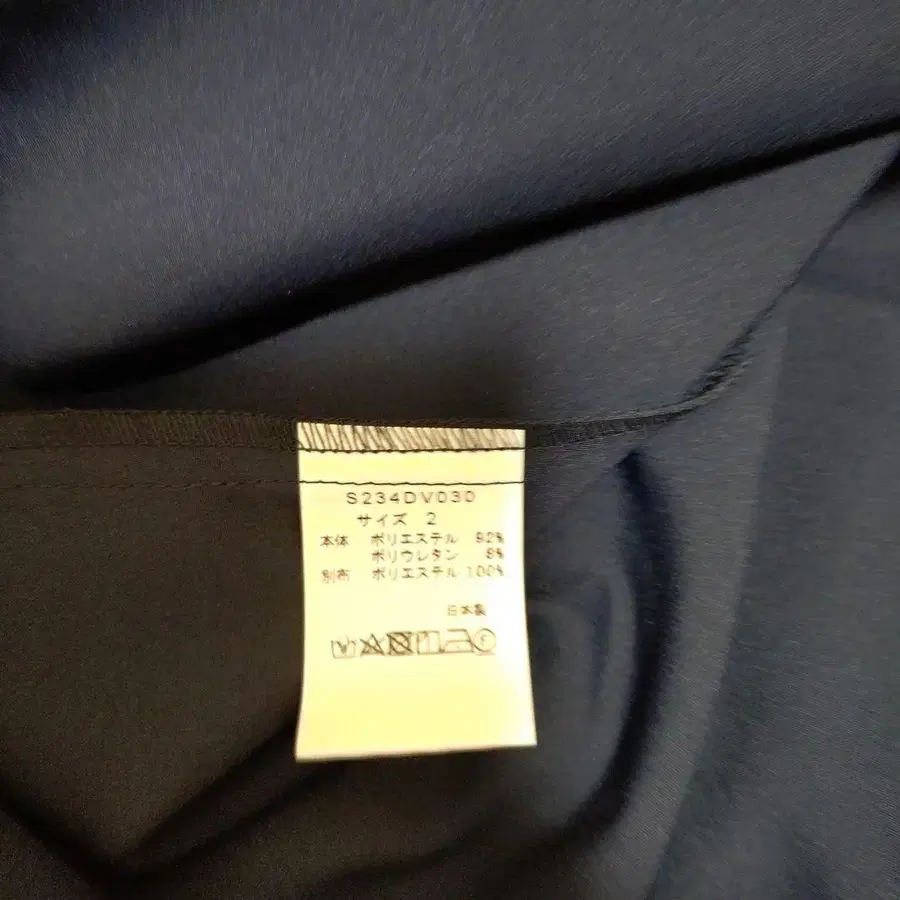 S234DV030
サイズ 2
本体 ポリエステル 92%
ポリウレタン 8%
別布 ポリエステル 100%
日本製